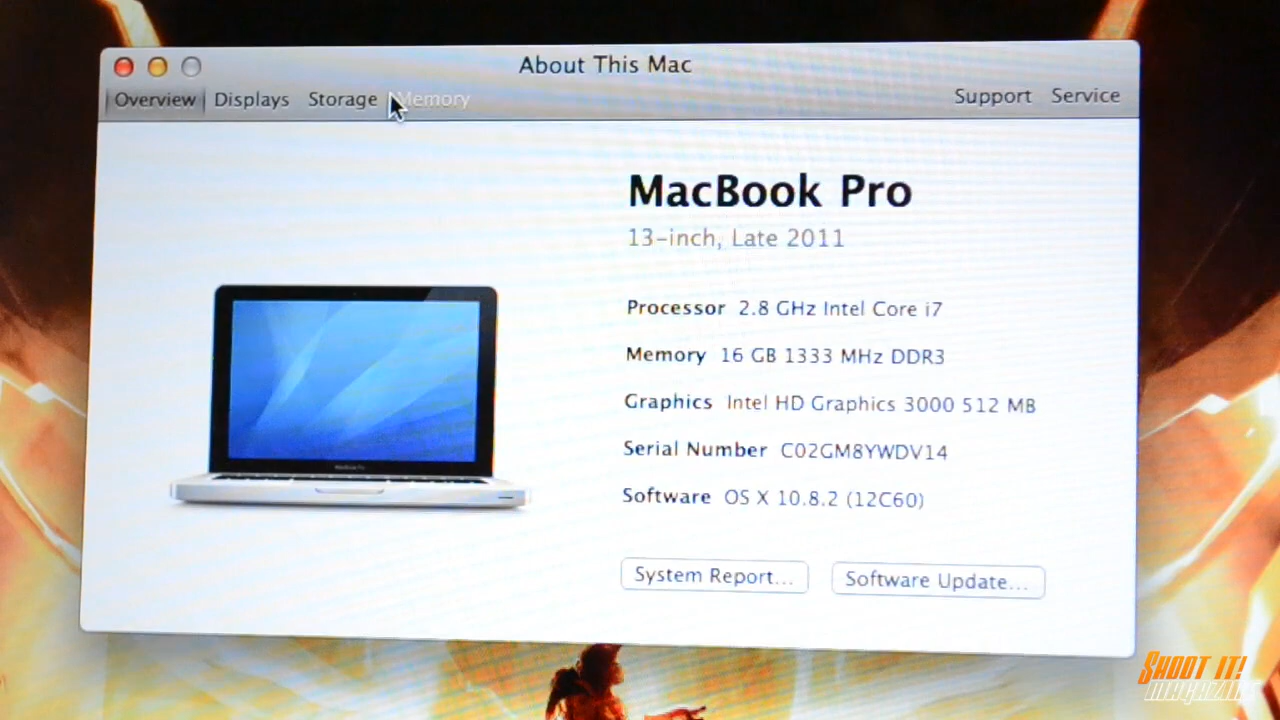 About This Mac
Overview Displays Storage Memory Support Service
MacBook Pro
13-inch, Late 2011
Processor 2.8 GHz Intel Core i7
Memory 16 GB 1333 MHz DDR3
Graphics Intel HD Graphics 3000 512 MB
Serial Number C02GM8YWDV14
Software OS X 10.8.2 (12C60)
System Report... Software Update...
MacBook Pro
SHOOT IT!
MAGAZINE